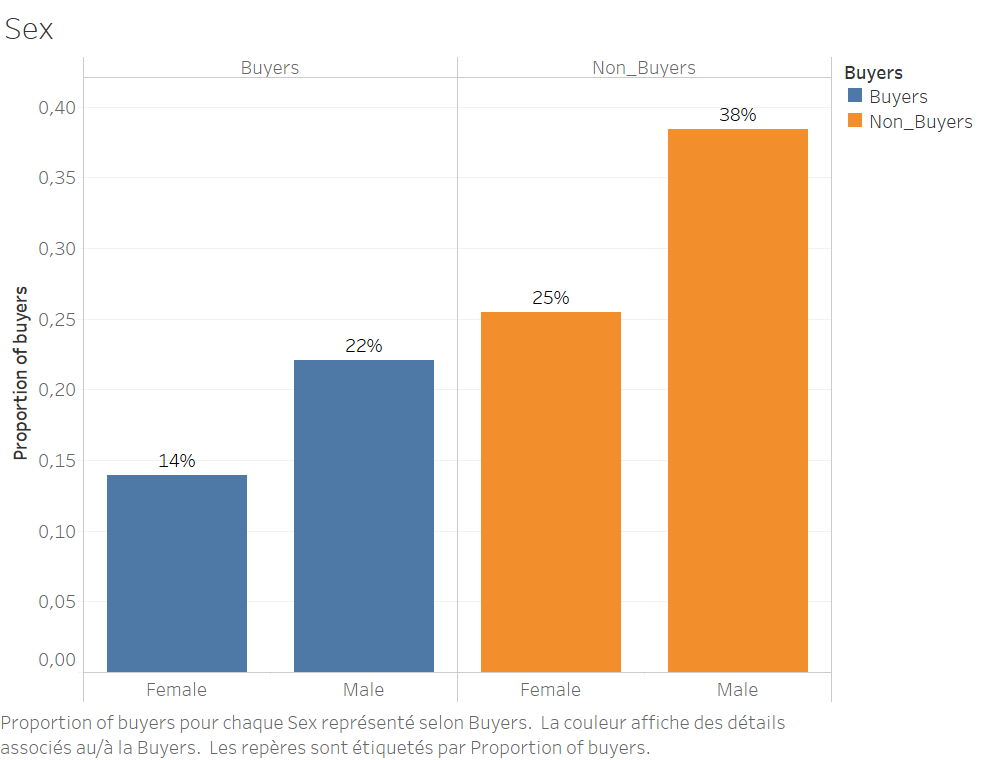 Sex
Buyers
Non_Buyers
Buyers
Buyers
Non_Buyers
Proportion of buyers
0,40
0,35
0,30
0,25
0,20
0,15
0,10
0,05
0,00
14%
22%
25%
38%
Female
Male
Female
Male
Proportion of buyers pour chaque Sex représenté selon Buyers.  La couleur affiche des détails
associés au/à la Buyers.  Les repères sont étiquetés par Proportion of buyers.